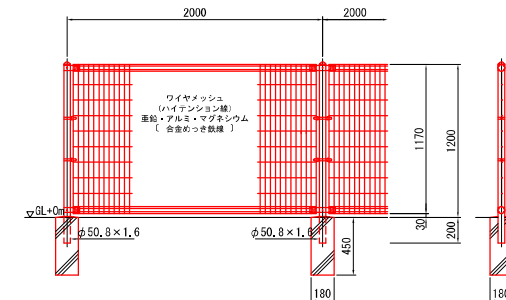 2000
2000
ワイヤメッシュ
(ハイテンション線)
亜鉛・アルミ・マグネシウム
[ 合金めっき鉄線 ]
1170
1200
GL+0m
30
200
φ50.8×1.6
φ50.8×1.6
450
180
180